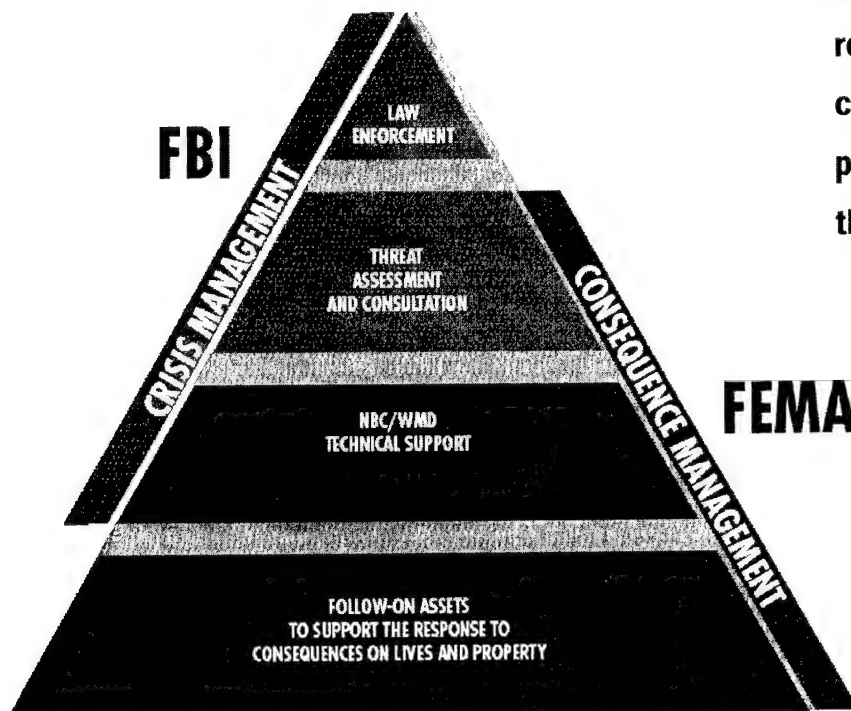 FBI
CRISIS MANAGEMENT
LAW
ENFORCEMENT
THREAT
ASSESSMENT
AND CONSULTATION
CONSEQUENCE MANAGEMENT
FEMA
NBC/WMD
TECHNICAL SUPPORT
FOLLOW-ON ASSETS
TO SUPPORT THE RESPONSE TO
CONSEQUENCES ON LIVES AND PROPERTY